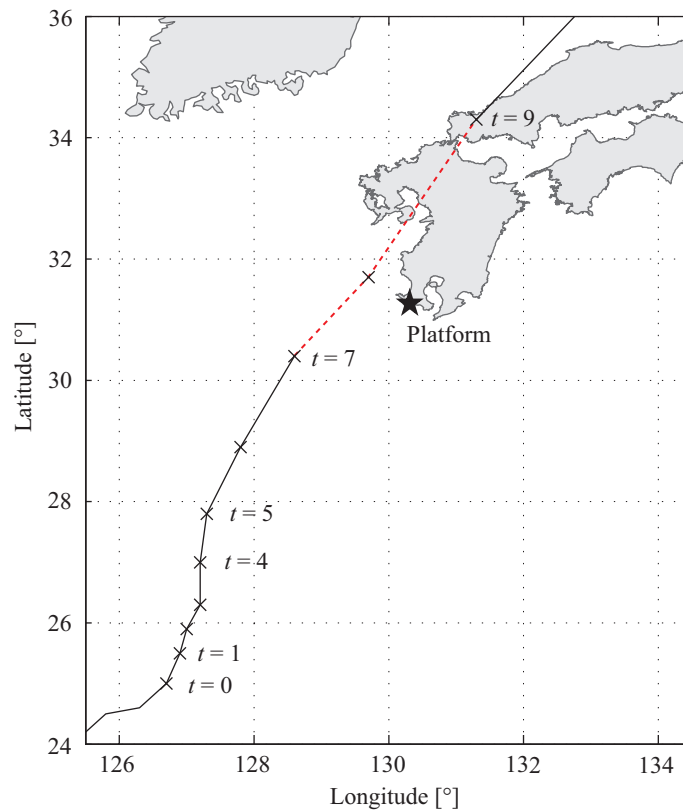 36
34
32
30
28
26
24
Latitude [°]
t = 9
Platform
t = 7
t = 5
t = 4
t = 1
t = 0
126 128 130 132 134
Longitude [°]